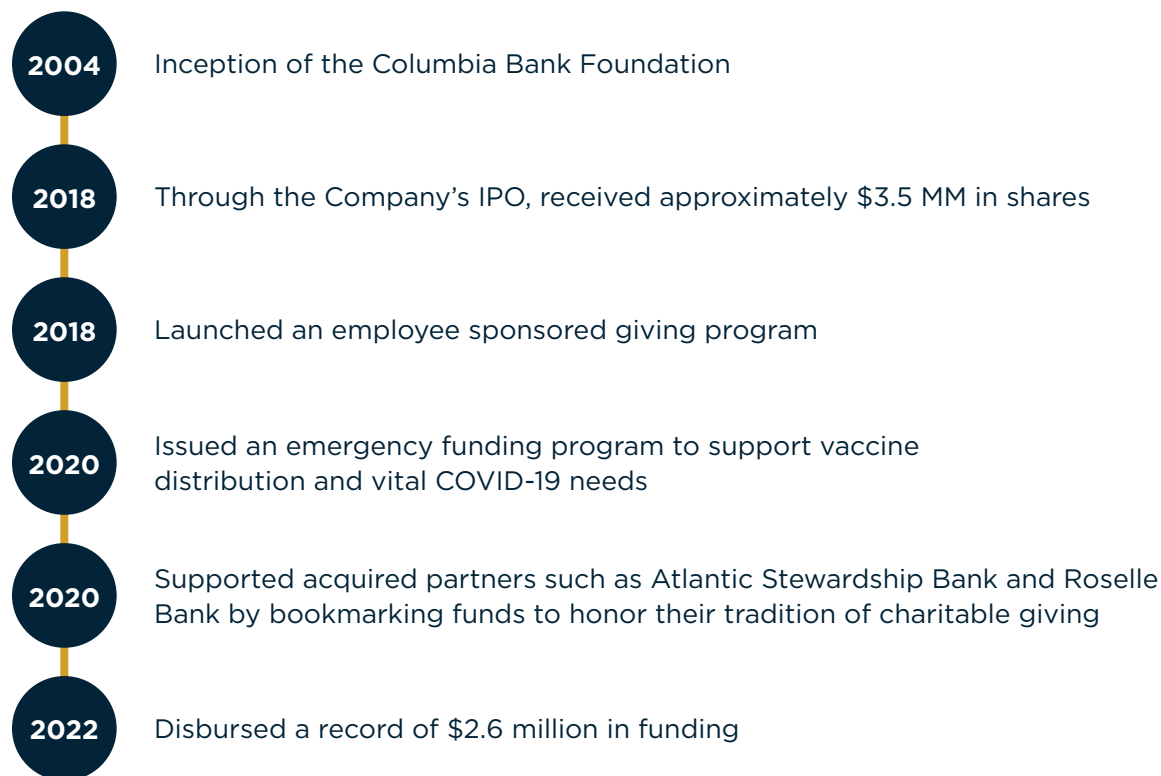 2004
Inception of the Columbia Bank Foundation
2018
Through the Company’s IPO, received approximately $3.5 MM in shares
2018
Launched an employee sponsored giving program
2020
Issued an emergency funding program to support vaccine
distribution and vital COVID-19 needs
2020
Supported acquired partners such as Atlantic Stewardship Bank and Roselle
Bank by bookmarking funds to honor their tradition of charitable giving
2022
Disbursed a record of $2.6 million in funding